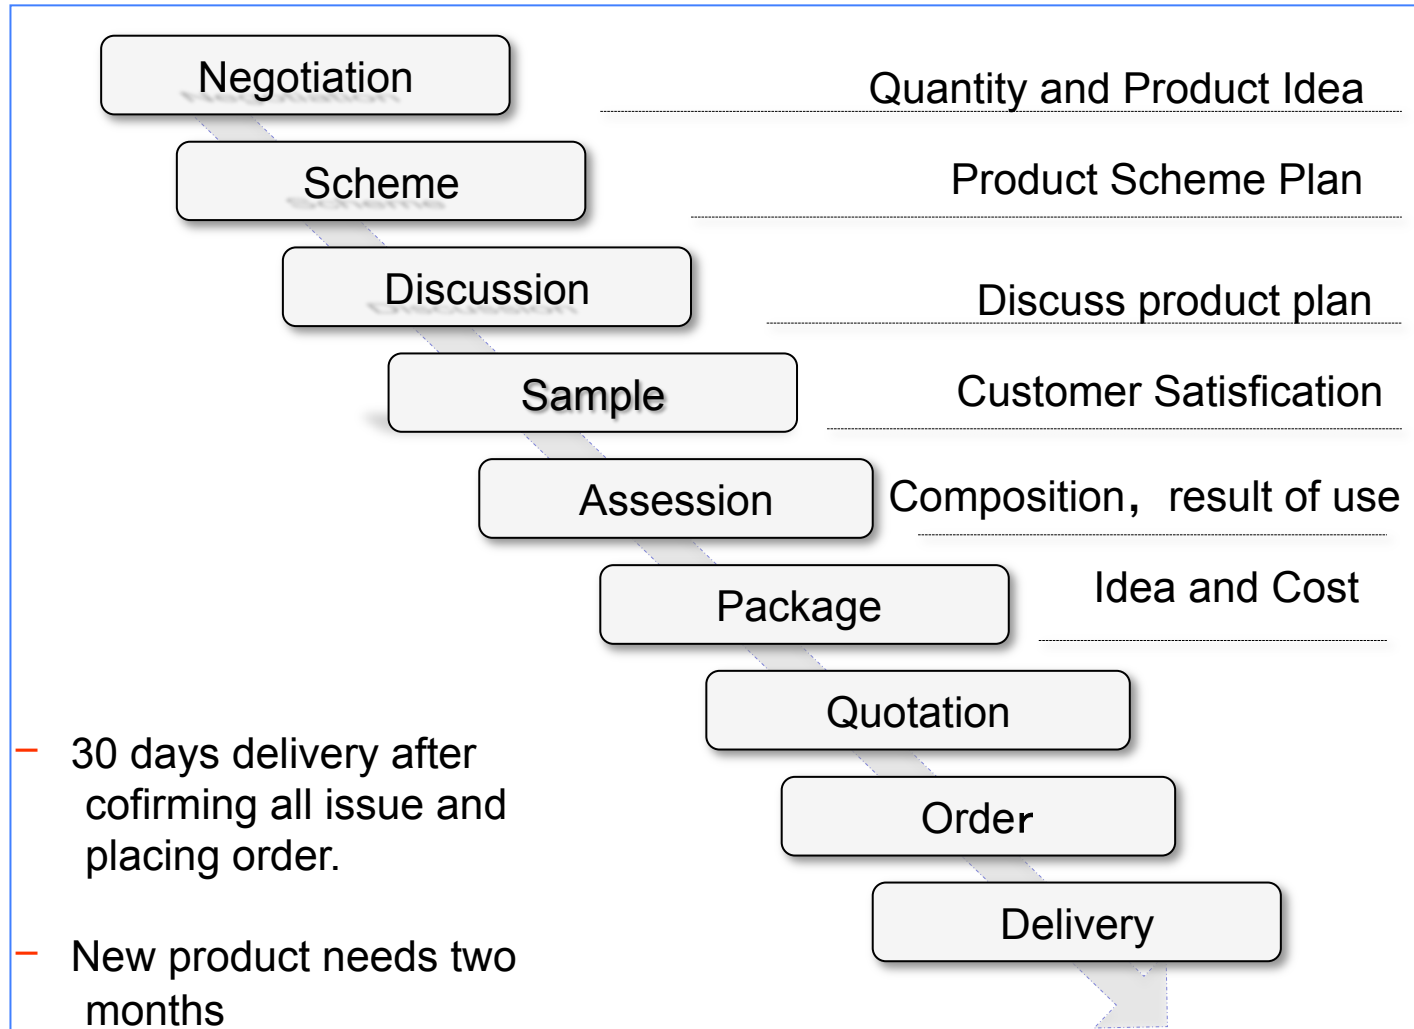 Negotiation
Quantity and Product Idea
Scheme
Product Scheme Plan
Discussion
Discuss product plan
Sample
Customer Satisfication
Assession
Composition，result of use
Package
Idea and Cost
Quotation
Order
Delivery
– 30 days delivery after
cofirming all issue and
placing order.
– New product needs two
months